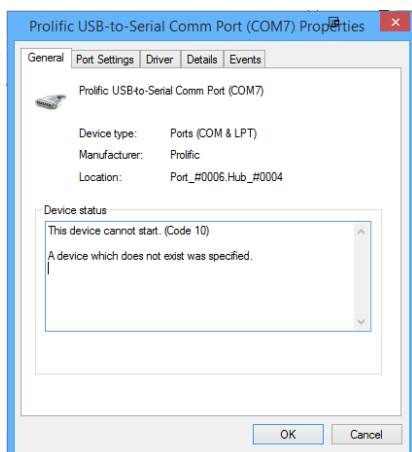 Prolific USB-to-Serial Comm Port (COM7) Properties
General Port Settings Driver Details Events
Prolific USB-to-Serial Comm Port (COM7)
Device type: Ports (COM & LPT)
Manufacturer: Prolific
Location: Port_#0006.Hub_#0004
Device status
This device cannot start. (Code 10)
A device which does not exist was specified.
OK Cancel